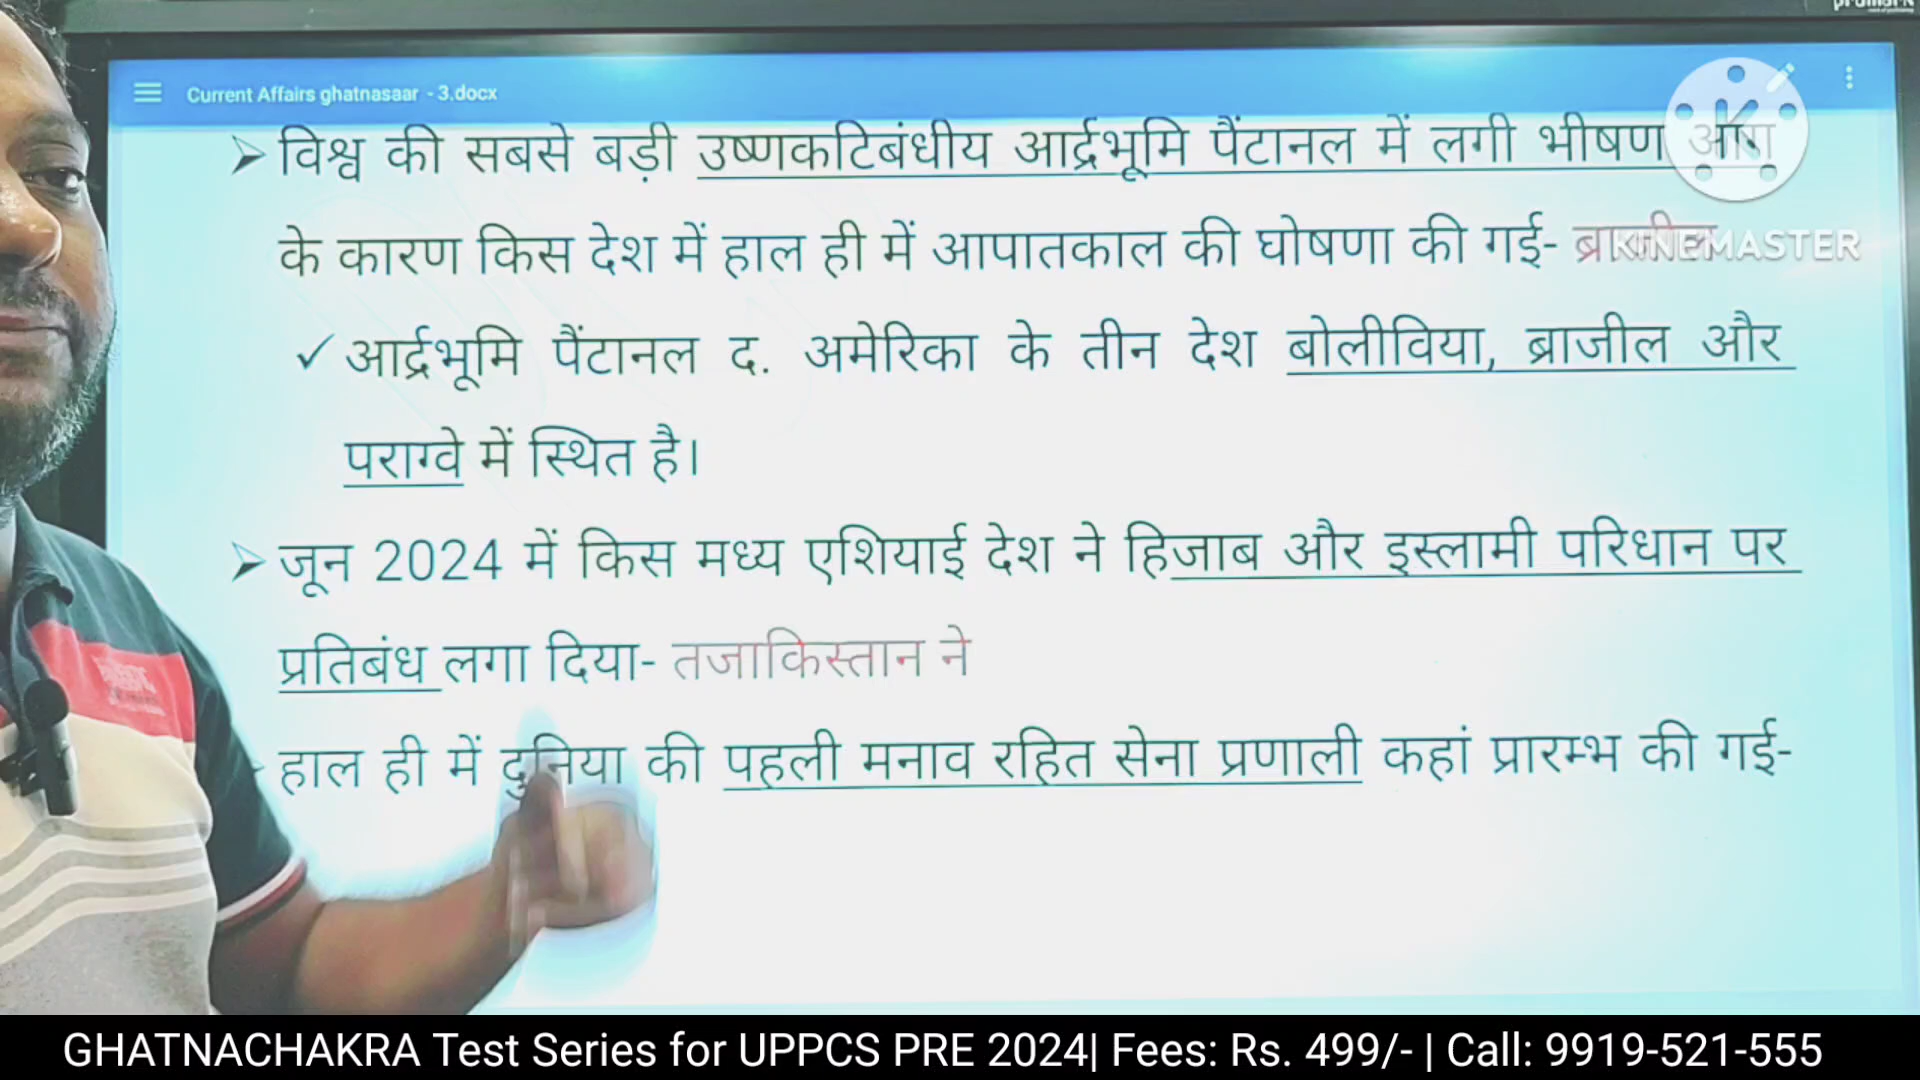 Current Affairs ghatnasaar - 3.docx
विश्व की सबसे बड़ी उष्णकटिबंधीय आर्द्रभूमि पैंटानल में लगी भीषण आग
के कारण किस देश में हाल ही में आपातकाल की घोषणा की गई- ब्राजील
KINEMASTER
आर्द्रभूमि पैंटानल द. अमेरिका के तीन देश बोलीविया, ब्राजील और
पराग्वे में स्थित है।
जून 2024 में किस मध्य एशियाई देश ने हिजाब और इस्लामी परिधान पर
प्रतिबंध लगा दिया- तजाकिस्तान ने
हाल ही में दुनिया की पहली मनाव रहित सेना प्रणाली कहां प्रारम्भ की गई-
GHATNACHAKRA Test Series for UPPCS PRE 2024| Fees: Rs. 499/- | Call: 9919-521-555